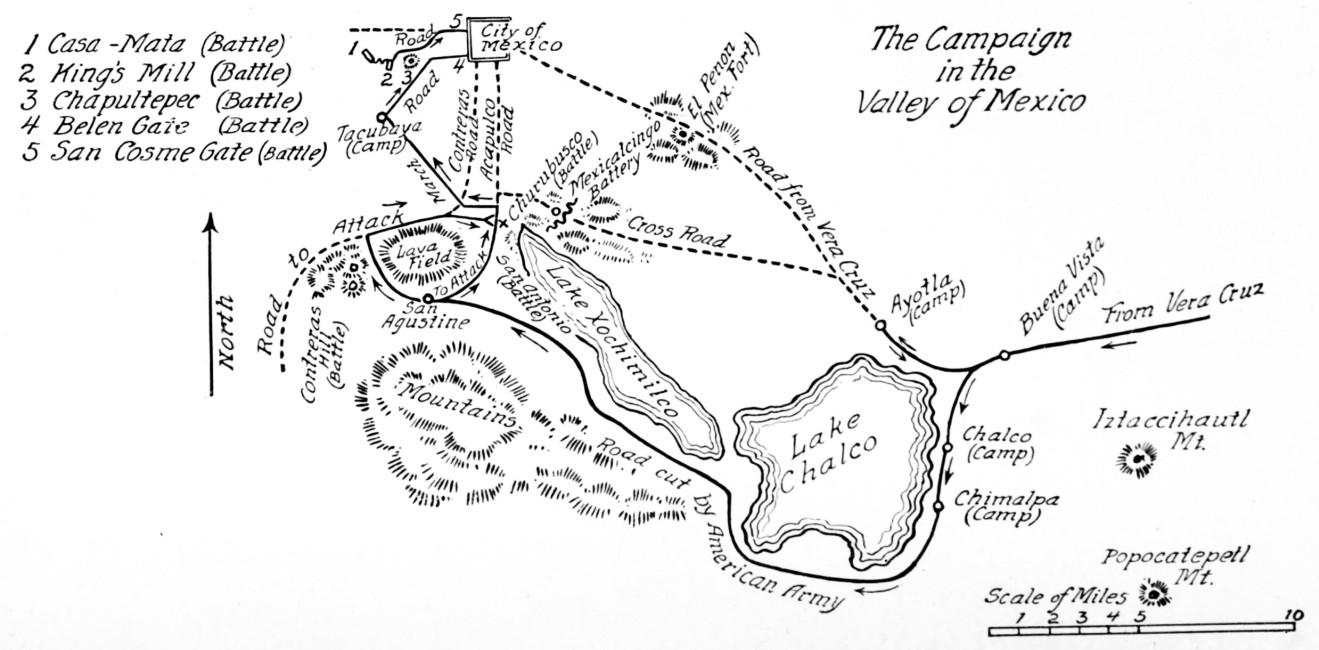 The Campaign
in the
Valley of Mexico
1 Casa-Mata (Battle)
2 King's Mill (Battle)
3 Chapultepec (Battle)
4 Belen Gate (Battle)
5 San Cosme Gate (Battle)
5
City of
Mexico
Road
1
2
3
4
Road
Tacubaya
(Camp)
Contreras
Road
Acapulco
Road
March
El Penon
(Mex. Fort)
Churubusco
(Battle)
Mexicalcingo
Battery
Road from Vera Cruz
Cross Road
Attack
Road to
Lava
Field
To Attack
San
Agustine
San antonio
(Battle)
Contreras
Hill
(Battle)
North
Lake Xochimilco
Ayotla
(camp)
Buena Vista
(Camp)
From Vera Cruz
Mountains
Lake
Chalco
Chalco
(Camp)
Chimalpa
(Camp)
Iztaccihautl
Mt.
Popocatepetl
Mt.
Road cut by American Army
Scale of Miles
1 2 3 4 5 10